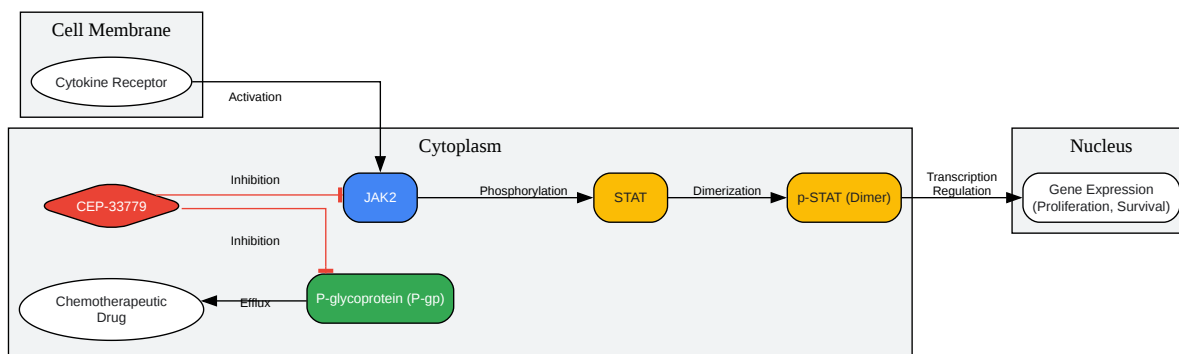 Cell Membrane
Cytokine Receptor
Activation
Cytoplasm
Nucleus
Inhibition
CEP-33779
JAK2
Phosphorylation
STAT
Dimerization
p-STAT (Dimer)
Transcription
Regulation
Gene Expression
(Proliferation, Survival)
Inhibition
P-glycoprotein (P-gp)
Efflux
Chemotherapeutic
Drug